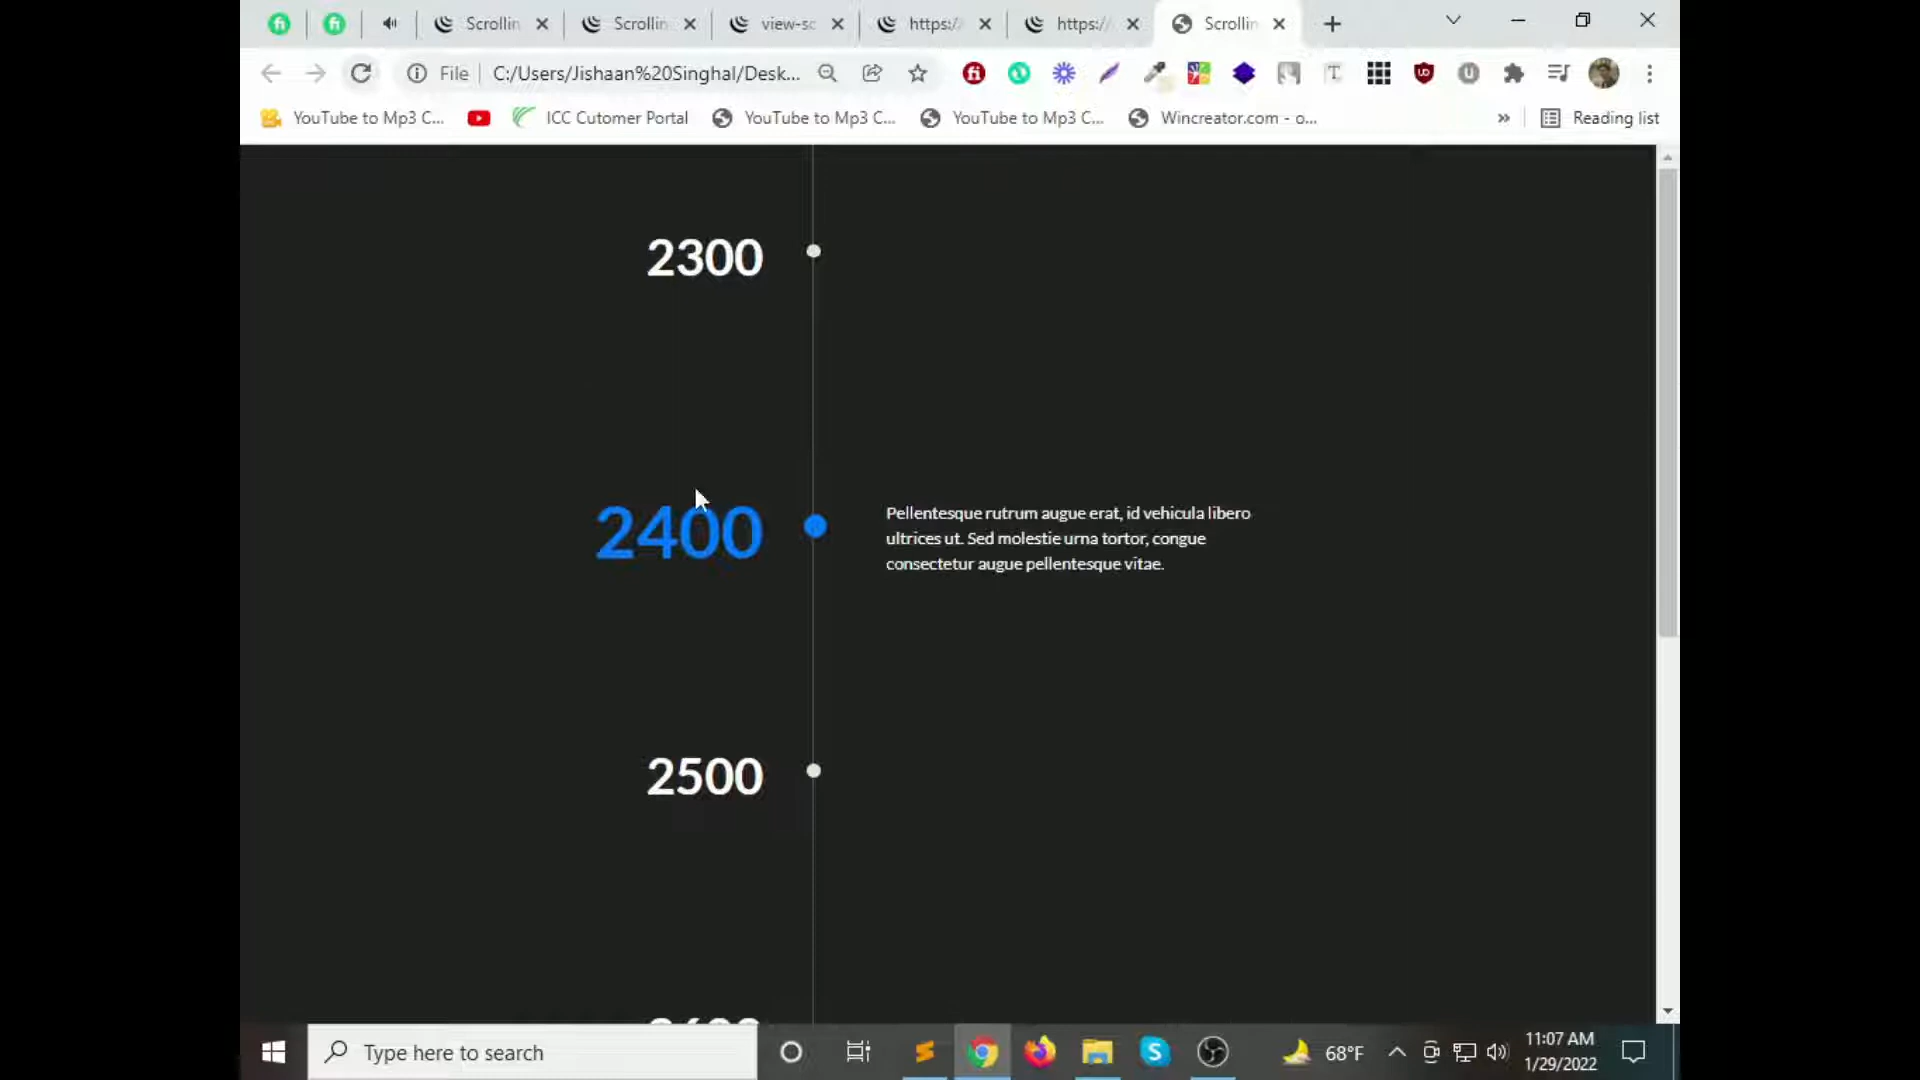 Scrollin
Scrollin
view-sc
https:/
https:/
Scrollin
File
C:/Users/Jishaan%20Singhal/Desk...
YouTube to Mp3 C...
ICC Cutomer Portal
YouTube to Mp3 C...
YouTube to Mp3 C...
Wincreator.com - o...
»
Reading list
2300
2400
Pellentesque rutrum augue erat, id vehicula libero
ultrices ut. Sed molestie urna tortor, congue
consectetur augue pellentesque vitae.
2500
Type here to search
68°F
11:07 AM
1/29/2022